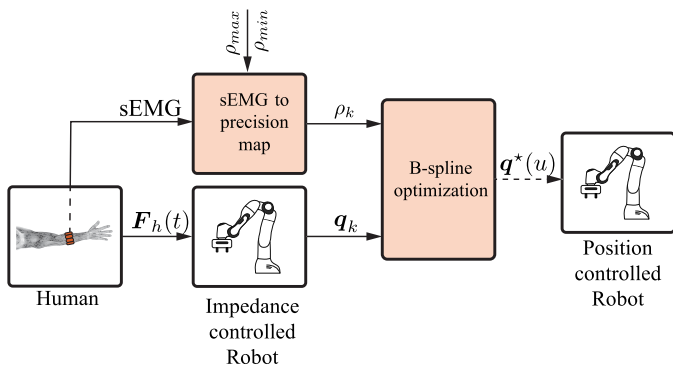 ρmax
ρmin
sEMG
sEMG to
precision
map
ρk
B-spline
optimization
q⋆(u)
Fh(t)
qk
Human
Impedance
controlled
Robot
Position
controlled
Robot